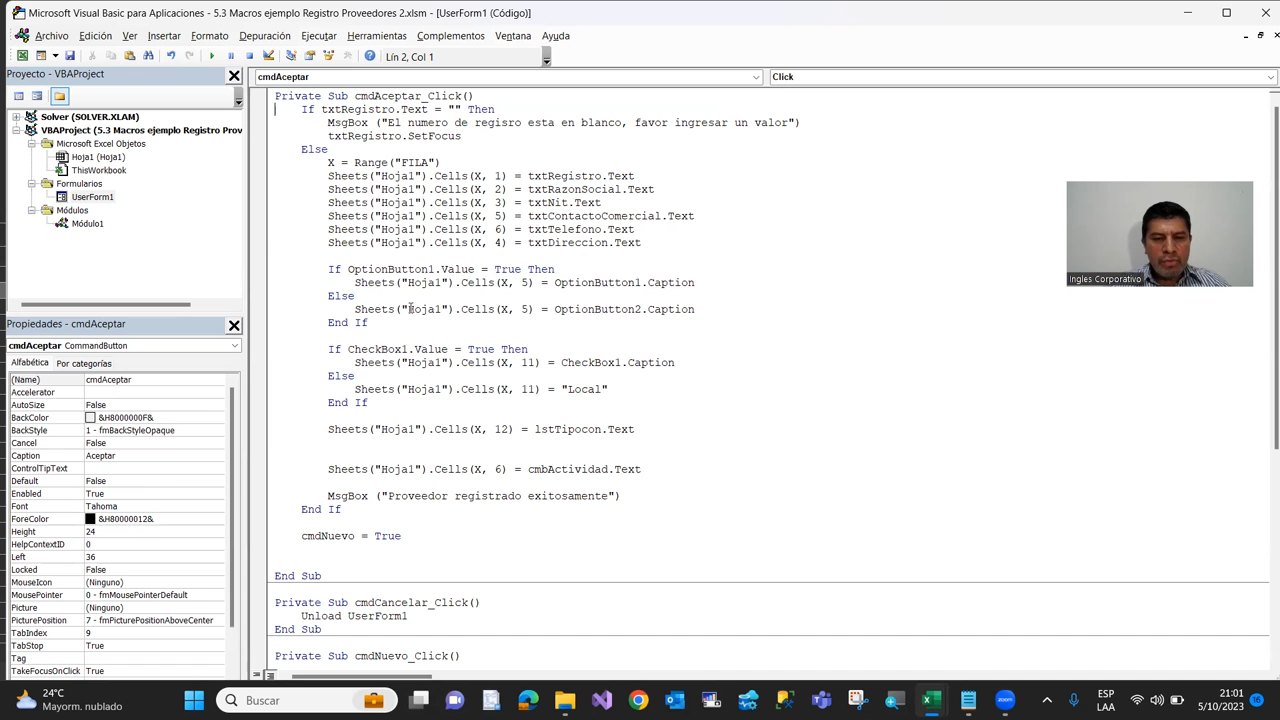 Microsoft Visual Basic para Aplicaciones - 5.3 Macros ejemplo Registro Proveedores 2.xlsm - [UserForm1 (Código)]
Archivo Edición Ver Insertar Formato Depuración Ejecutar Herramientas Complementos Ventana Ayuda
Lín 2, Col 1
Proyecto - VBAProject
Solver (SOLVER.XLAM)
VBAProject (5.3 Macros ejemplo Registro Prov
Microsoft Excel Objetos
Hoja1 (Hoja1)
ThisWorkbook
Formularios
UserForm1
Módulos
Módulo1
Propiedades - cmdAceptar
cmdAceptar CommandButton
Alfabética Por categorías
(Name) cmdAceptar
Accelerator
AutoSize False
BackColor &H8000000F&
BackStyle 1 - fmBackStyleOpaque
Cancel False
Caption Aceptar
ControlTipText
Default False
Enabled True
Font Tahoma
ForeColor &H80000012&
Height 24
HelpContextID 0
Left 36
Locked False
MouseIcon (Ninguno)
MousePointer 0 - fmMousePointerDefault
Picture (Ninguno)
PicturePosition 7 - fmPicturePositionAboveCenter
TabIndex 9
TabStop True
Tag
TakeFocusOnClick True
cmdAceptar Click
Private Sub cmdAceptar_Click()
If txtRegistro.Text = "" Then
MsgBox ("El numero de regisro esta en blanco, favor ingresar un valor")
txtRegistro.SetFocus
Else
X = Range("FILA")
Sheets("Hoja1").Cells(X, 1) = txtRegistro.Text
Sheets("Hoja1").Cells(X, 2) = txtRazonSocial.Text
Sheets("Hoja1").Cells(X, 3) = txtNit.Text
Sheets("Hoja1").Cells(X, 5) = txtContactoComercial.Text
Sheets("Hoja1").Cells(X, 6) = txtTelefono.Text
Sheets("Hoja1").Cells(X, 4) = txtDireccion.Text
If OptionButton1.Value = True Then
Sheets("Hoja1").Cells(X, 5) = OptionButton1.Caption
Else
Sheets("Hoja1").Cells(X, 5) = OptionButton2.Caption
End If
If CheckBox1.Value = True Then
Sheets("Hoja1").Cells(X, 11) = CheckBox1.Caption
Else
Sheets("Hoja1").Cells(X, 11) = "Local"
End If
Sheets("Hoja1").Cells(X, 12) = lstTipocon.Text
Sheets("Hoja1").Cells(X, 6) = cmbActividad.Text
MsgBox ("Proveedor registrado exitosamente")
End If
cmdNuevo = True
End Sub
Private Sub cmdCancelar_Click()
Unload UserForm1
End Sub
Private Sub cmdNuevo_Click()
Ingles Corporativo
24°C
Mayorm. nublado
Buscar
ESP
LAA
21:01
5/10/2023